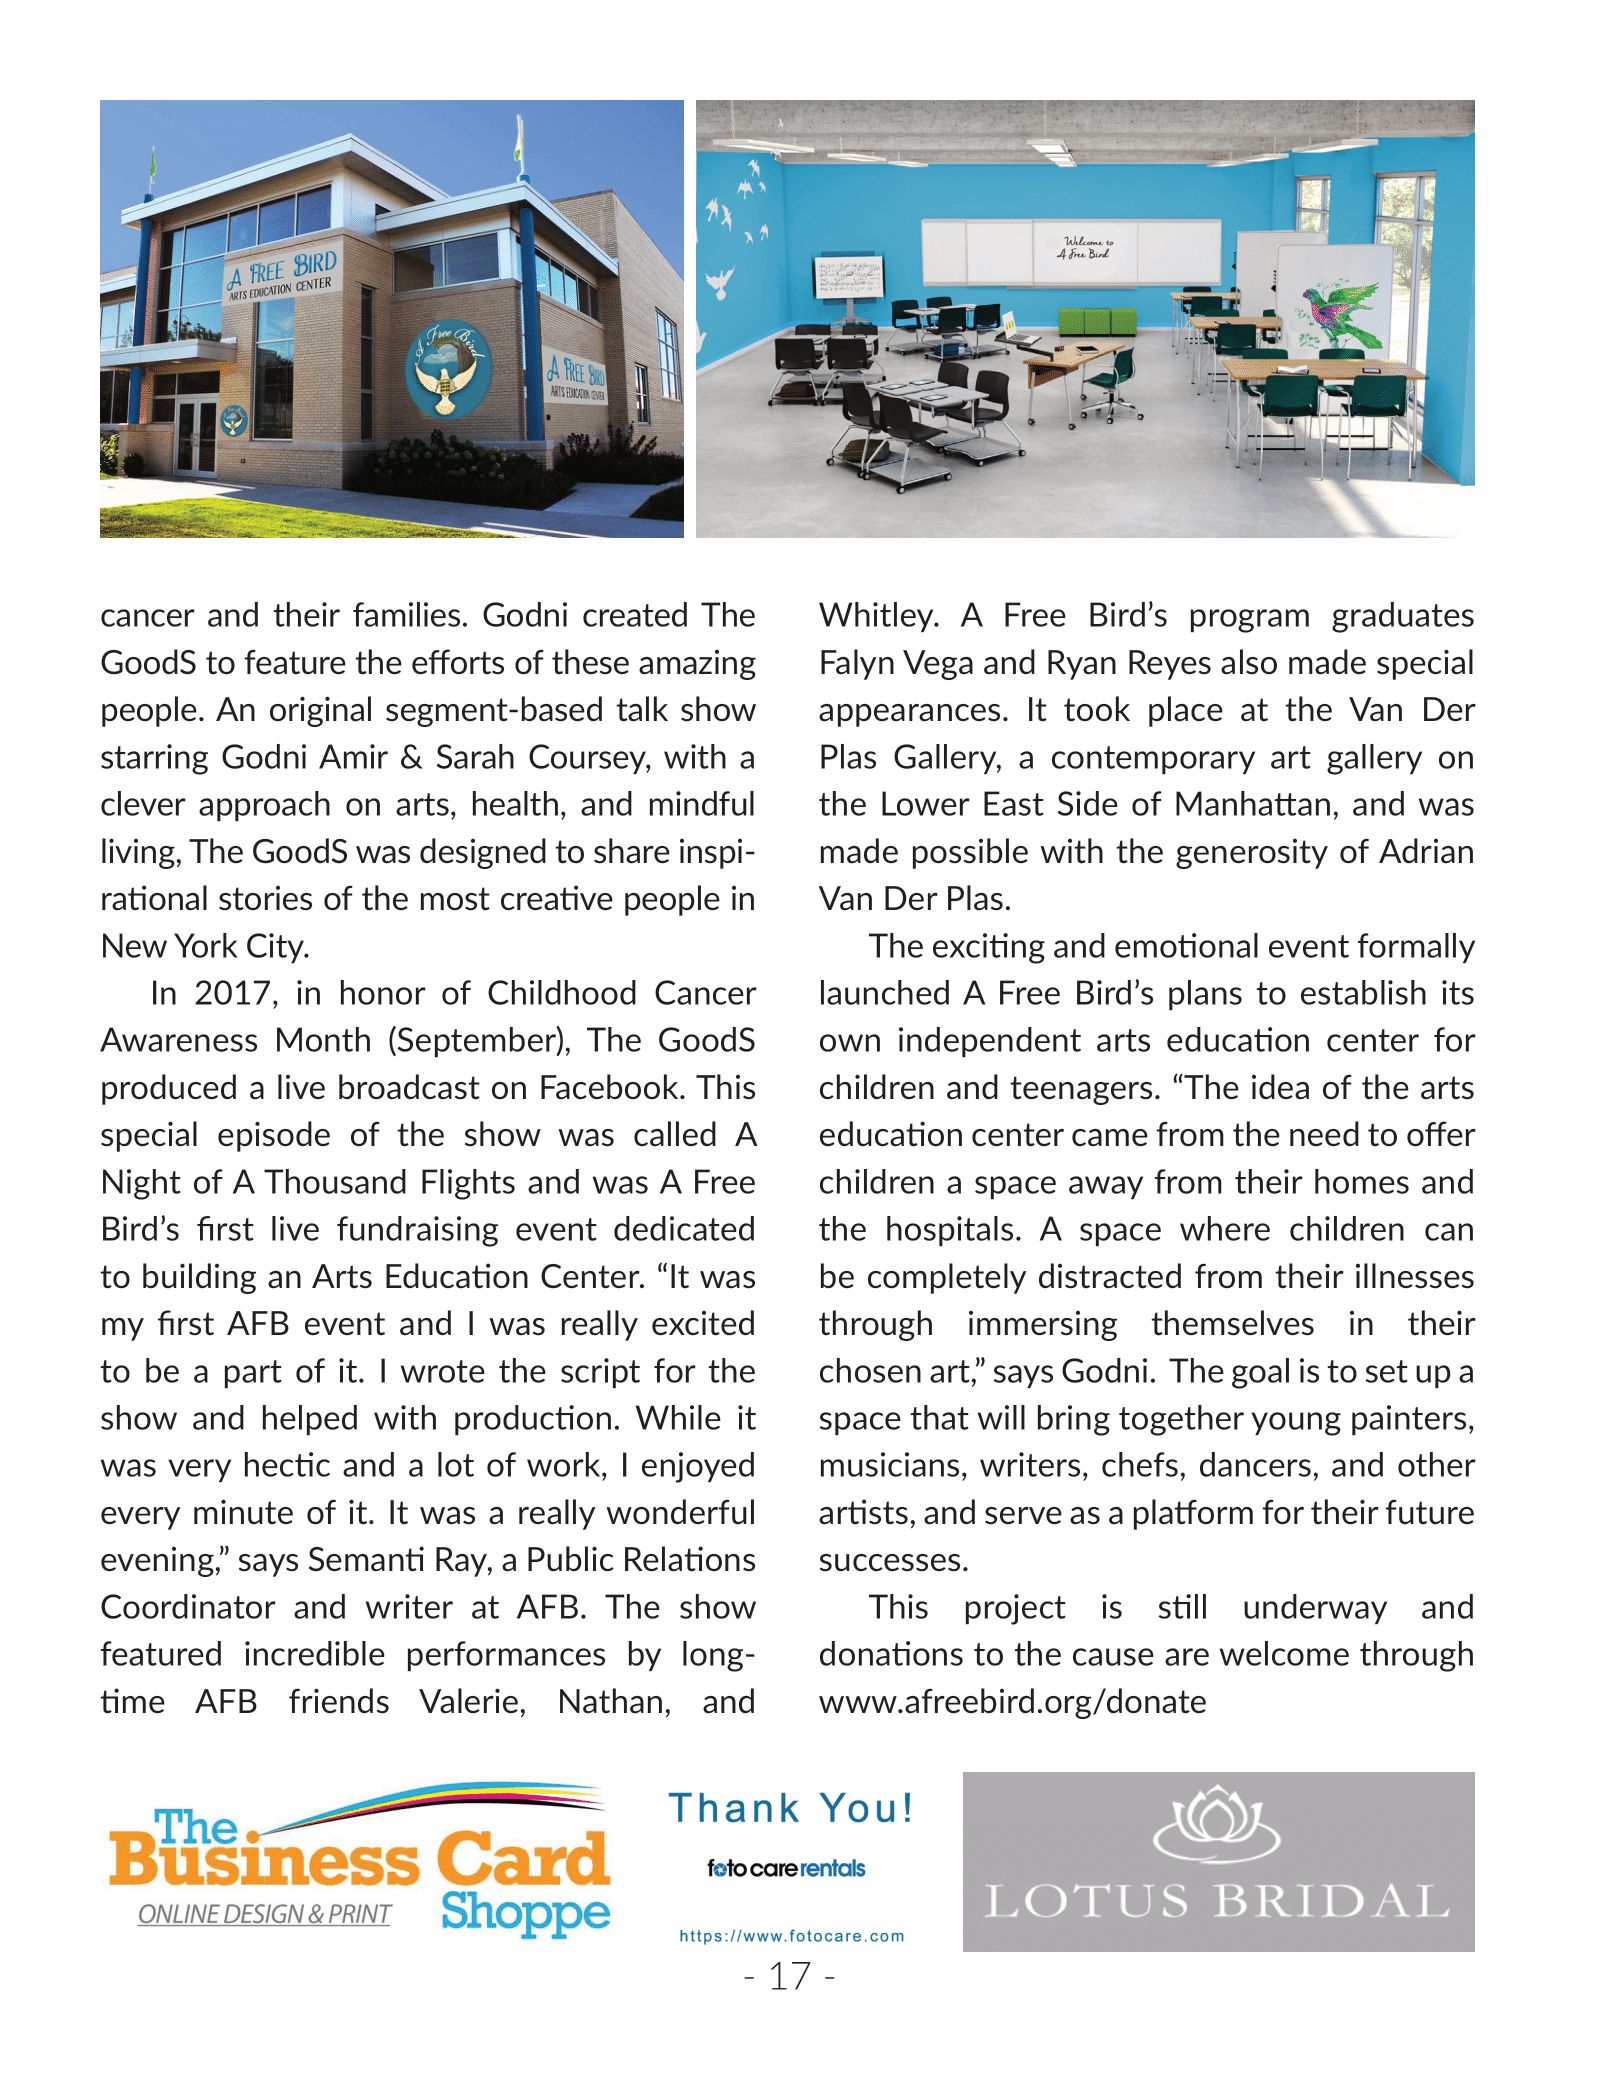 A FREE BIRD
ARTS EDUCATION CENTER
A Free Bird
A FREE BIRD
ARTS EDUCATION CENTER
Welcome to
A Free Bird
cancer and their families. Godni created The
GoodS to feature the efforts of these amazing
people. An original segment-based talk show
starring Godni Amir & Sarah Coursey, with a
clever approach on arts, health, and mindful
living, The GoodS was designed to share inspi-
rational stories of the most creative people in
New York City.
In 2017, in honor of Childhood Cancer
Awareness Month (September), The GoodS
produced a live broadcast on Facebook. This
special episode of the show was called A
Night of A Thousand Flights and was A Free
Bird’s first live fundraising event dedicated
to building an Arts Education Center. “It was
my first AFB event and I was really excited
to be a part of it. I wrote the script for the
show and helped with production. While it
was very hectic and a lot of work, I enjoyed
every minute of it. It was a really wonderful
evening,” says Semanti Ray, a Public Relations
Coordinator and writer at AFB. The show
featured incredible performances by long-
time AFB friends Valerie, Nathan, and
Whitley. A Free Bird’s program graduates
Falyn Vega and Ryan Reyes also made special
appearances. It took place at the Van Der
Plas Gallery, a contemporary art gallery on
the Lower East Side of Manhattan, and was
made possible with the generosity of Adrian
Van Der Plas.
The exciting and emotional event formally
launched A Free Bird’s plans to establish its
own independent arts education center for
children and teenagers. “The idea of the arts
education center came from the need to offer
children a space away from their homes and
the hospitals. A space where children can
be completely distracted from their illnesses
through immersing themselves in their
chosen art,” says Godni. The goal is to set up a
space that will bring together young painters,
musicians, writers, chefs, dancers, and other
artists, and serve as a platform for their future
successes.
This project is still underway and
donations to the cause are welcome through
www.afreebird.org/donate
The
Business Card
Shoppe
ONLINE DESIGN & PRINT
Thank You!
foto care rentals
https://www.fotocare.com
LOTUS BRIDAL
- 17 -